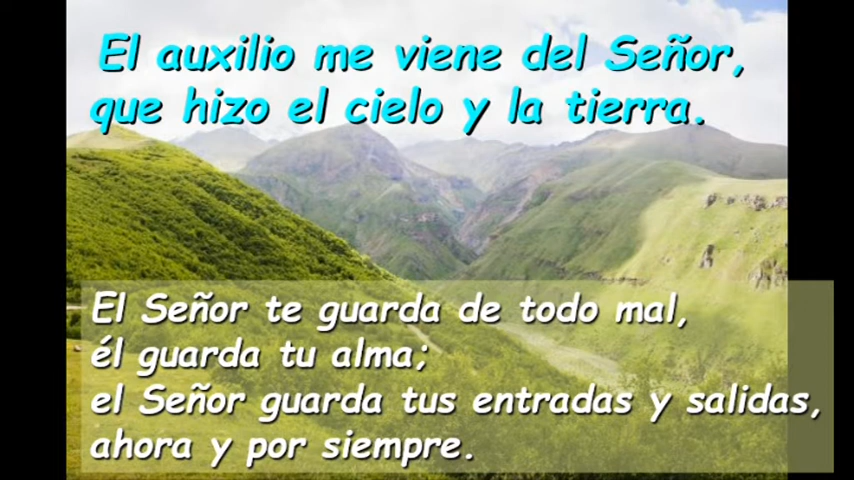 El auxilio me viene del Señor,
que hizo el cielo y la tierra.
El Señor te guarda de todo mal,
él guarda tu alma;
el Señor guarda tus entradas y salidas,
ahora y por siempre.